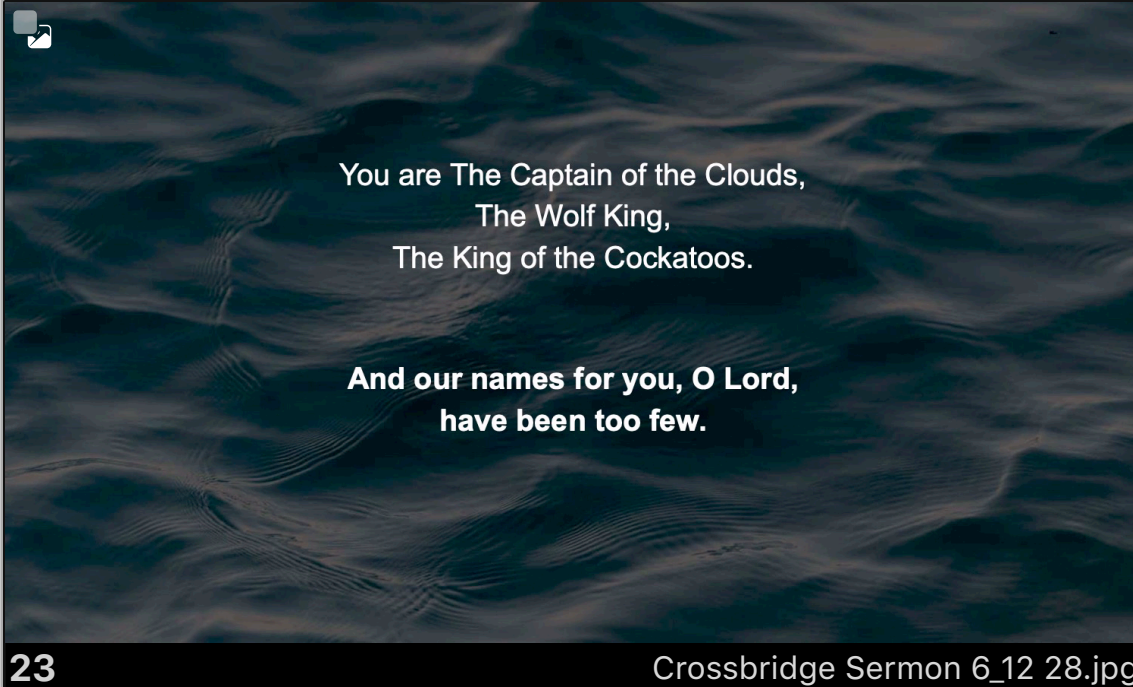 You are The Captain of the Clouds,
The Wolf King,
The King of the Cockatoos.
And our names for you, O Lord,
have been too few.
23
Crossbridge Sermon 6_12 28.jpg